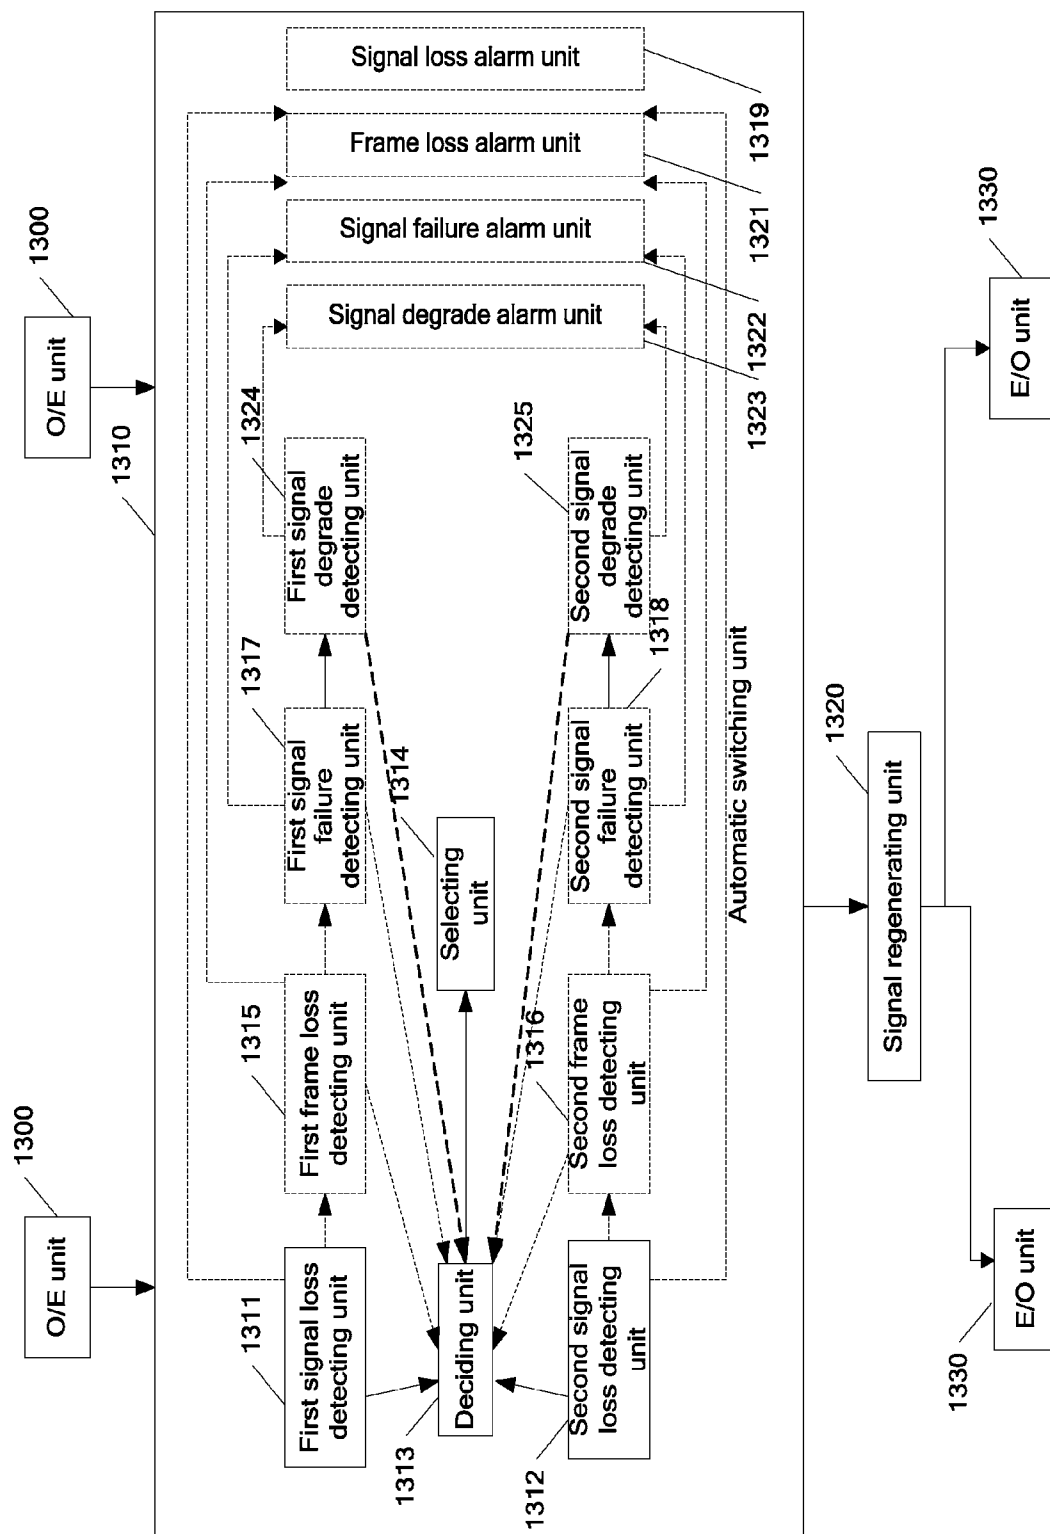 O/E unit
1300
O/E unit
1300
1310
First signal loss
detecting unit
1311
First frame loss
detecting unit
1315
First signal
failure
detecting unit
1317
First signal
degrade
detecting unit
1324
Deciding unit
1313
Selecting
unit
1314
Second signal
loss detecting
unit
1312
Second frame
loss detecting
unit
1316
Second signal
failure
detecting unit
1318
Second signal
degrade
detecting unit
1325
Signal degrade alarm unit
1323
Signal failure alarm unit
1322
Frame loss alarm unit
1321
Signal loss alarm unit
1319
Automatic switching unit
Signal regenerating unit
1320
E/O unit
1330
E/O unit
1330